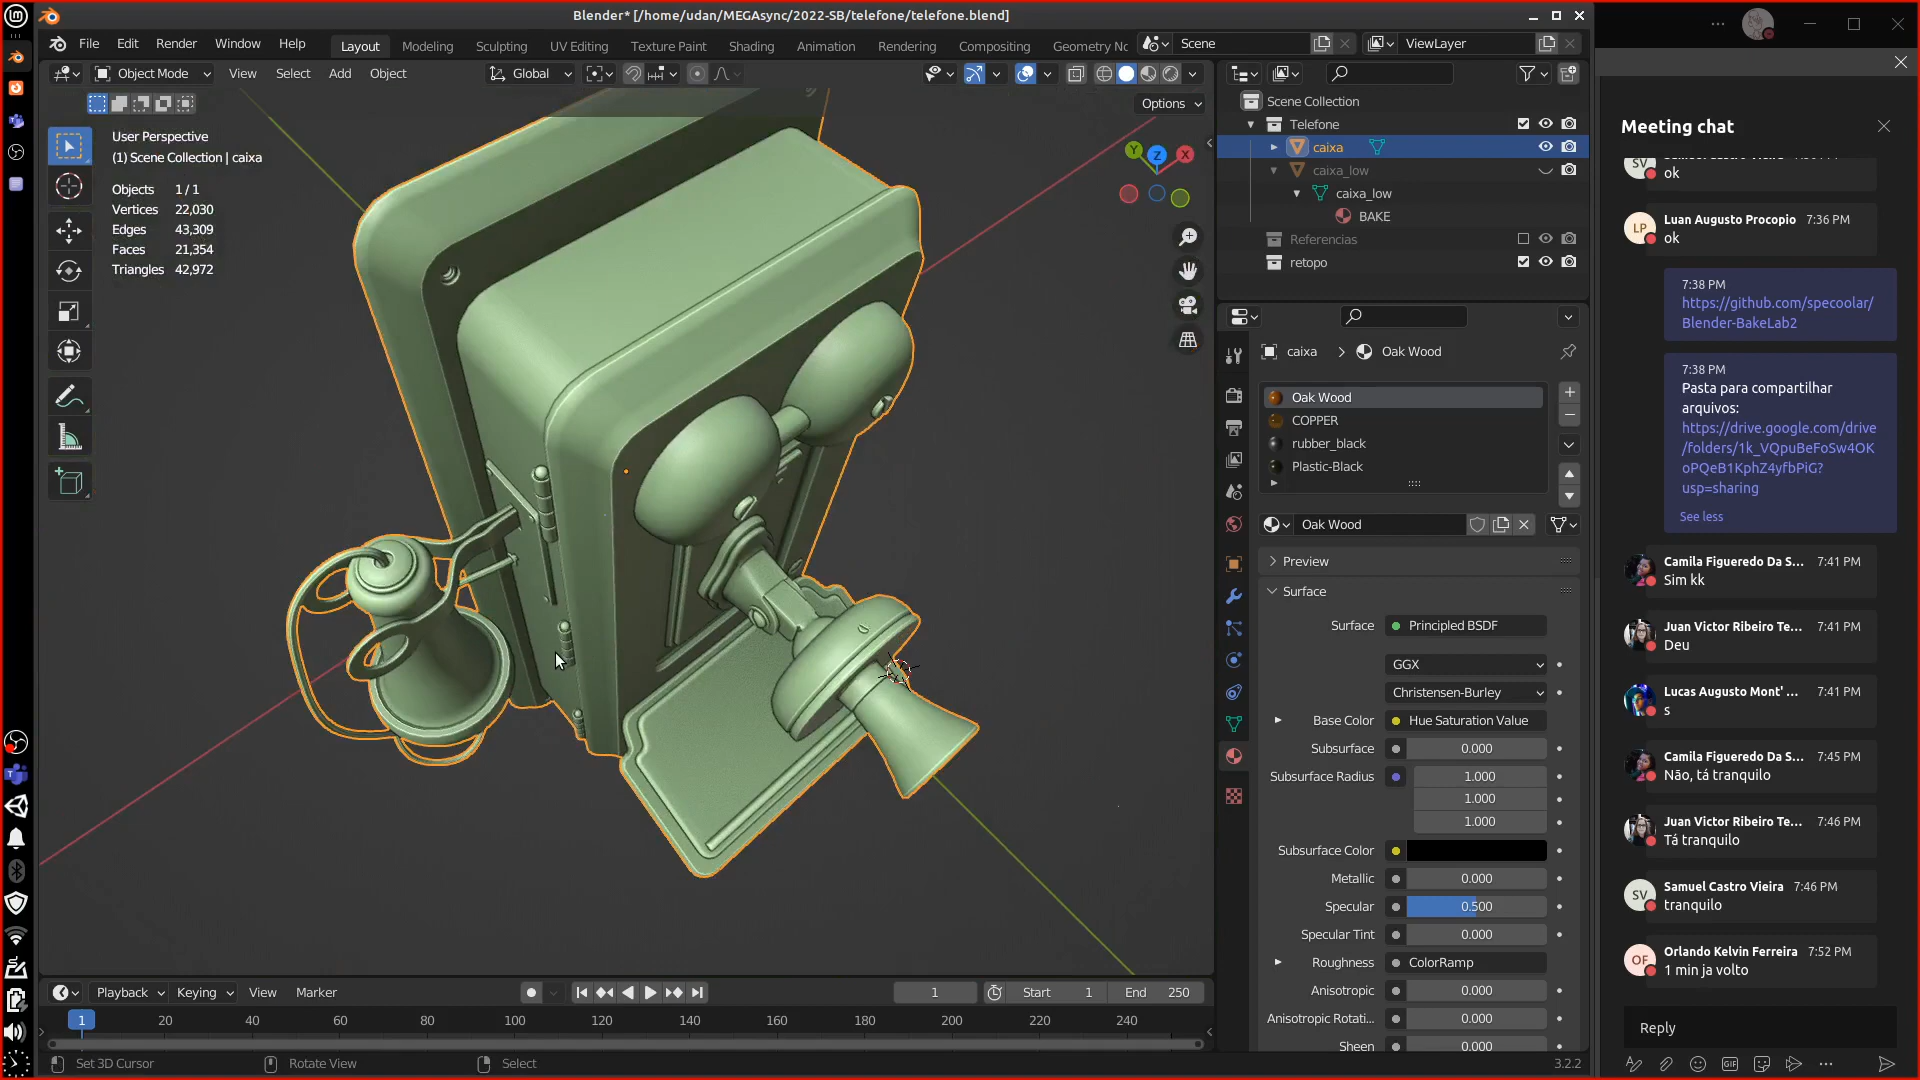 Blender* [/home/udan/MEGAsync/2022-SB/telefone/telefone.blend]
File Edit Render Window Help
Layout Modeling Sculpting UV Editing Texture Paint Shading Animation Rendering Compositing Geometry No
Scene
ViewLayer
Object Mode View Select Add Object
Global
Options
User Perspective
(1) Scene Collection | caixa
Objects 1 / 1
Vertices 22,030
Edges 43,309
Faces 21,354
Triangles 42,972
Y
Z
X
Scene Collection
Telefone
caixa
caixa_low
caixa_low
BAKE
Referencias
retopo
caixa > Oak Wood
Oak Wood
COPPER
rubber_black
Plastic-Black
Oak Wood
Preview
Surface
Surface Principled BSDF
GGX
Christensen-Burley
Base Color Hue Saturation Value
Subsurface 0.000
Subsurface Radius 1.000
1.000
1.000
Subsurface Color
Metallic 0.000
Specular 0.500
Specular Tint 0.000
Roughness ColorRamp
Anisotropic 0.000
Anisotropic Rotati... 0.000
Sheen 0.000
Playback Keying View Marker
1
Start 1
End 250
1 20 40 60 80 100 120 140 160 180 200 220 240
Set 3D Cursor
Rotate View
Select
3.2.2
Meeting chat
SV
ok
LP
Luan Augusto Procopio 7:36 PM
ok
7:38 PM
https://github.com/specoolar/
Blender-BakeLab2
7:38 PM
Pasta para compartilhar
arquivos:
https://drive.google.com/drive
/folders/1k_VQpuBeFoSw4OK
oPQeB1KphZ4yfbPiG?
usp=sharing
See less
Camila Figueredo Da S... 7:41 PM
Sim kk
Juan Victor Ribeiro Te... 7:41 PM
Deu
Lucas Augusto Mont' ... 7:41 PM
s
Camila Figueredo Da S... 7:45 PM
Não, tá tranquilo
Juan Victor Ribeiro Te... 7:46 PM
Tá tranquilo
SV
Samuel Castro Vieira 7:46 PM
tranquilo
OF
Orlando Kelvin Ferreira 7:52 PM
1 min ja volto
Reply
GIF